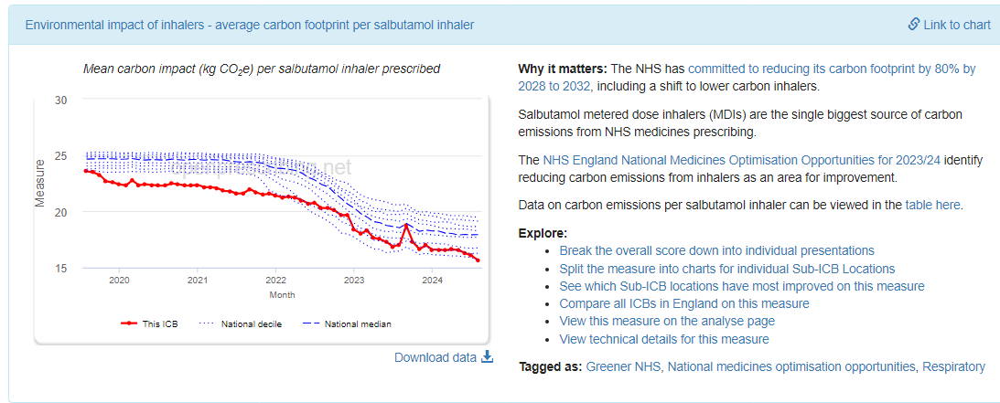 Environmental impact of inhalers - average carbon footprint per salbutamol inhaler
Link to chart
Mean carbon impact (kg CO2e) per salbutamol inhaler prescribed
30
25
20
15
Measure
2020 2021 2022 2023 2024
Month
This ICB National decile National median
Download data
Why it matters: The NHS has committed to reducing its carbon footprint by 80% by
2028 to 2032, including a shift to lower carbon inhalers.
Salbutamol metered dose inhalers (MDIs) are the single biggest source of carbon
emissions from NHS medicines prescribing.
The NHS England National Medicines Optimisation Opportunities for 2023/24 identify
reducing carbon emissions from inhalers as an area for improvement.
Data on carbon emissions per salbutamol inhaler can be viewed in the table here.
Explore:
Break the overall score down into individual presentations
Split the measure into charts for individual Sub-ICB Locations
See which Sub-ICB locations have most improved on this measure
Compare all ICBs in England on this measure
View this measure on the analyse page
View technical details for this measure
Tagged as: Greener NHS, National medicines optimisation opportunities, Respiratory